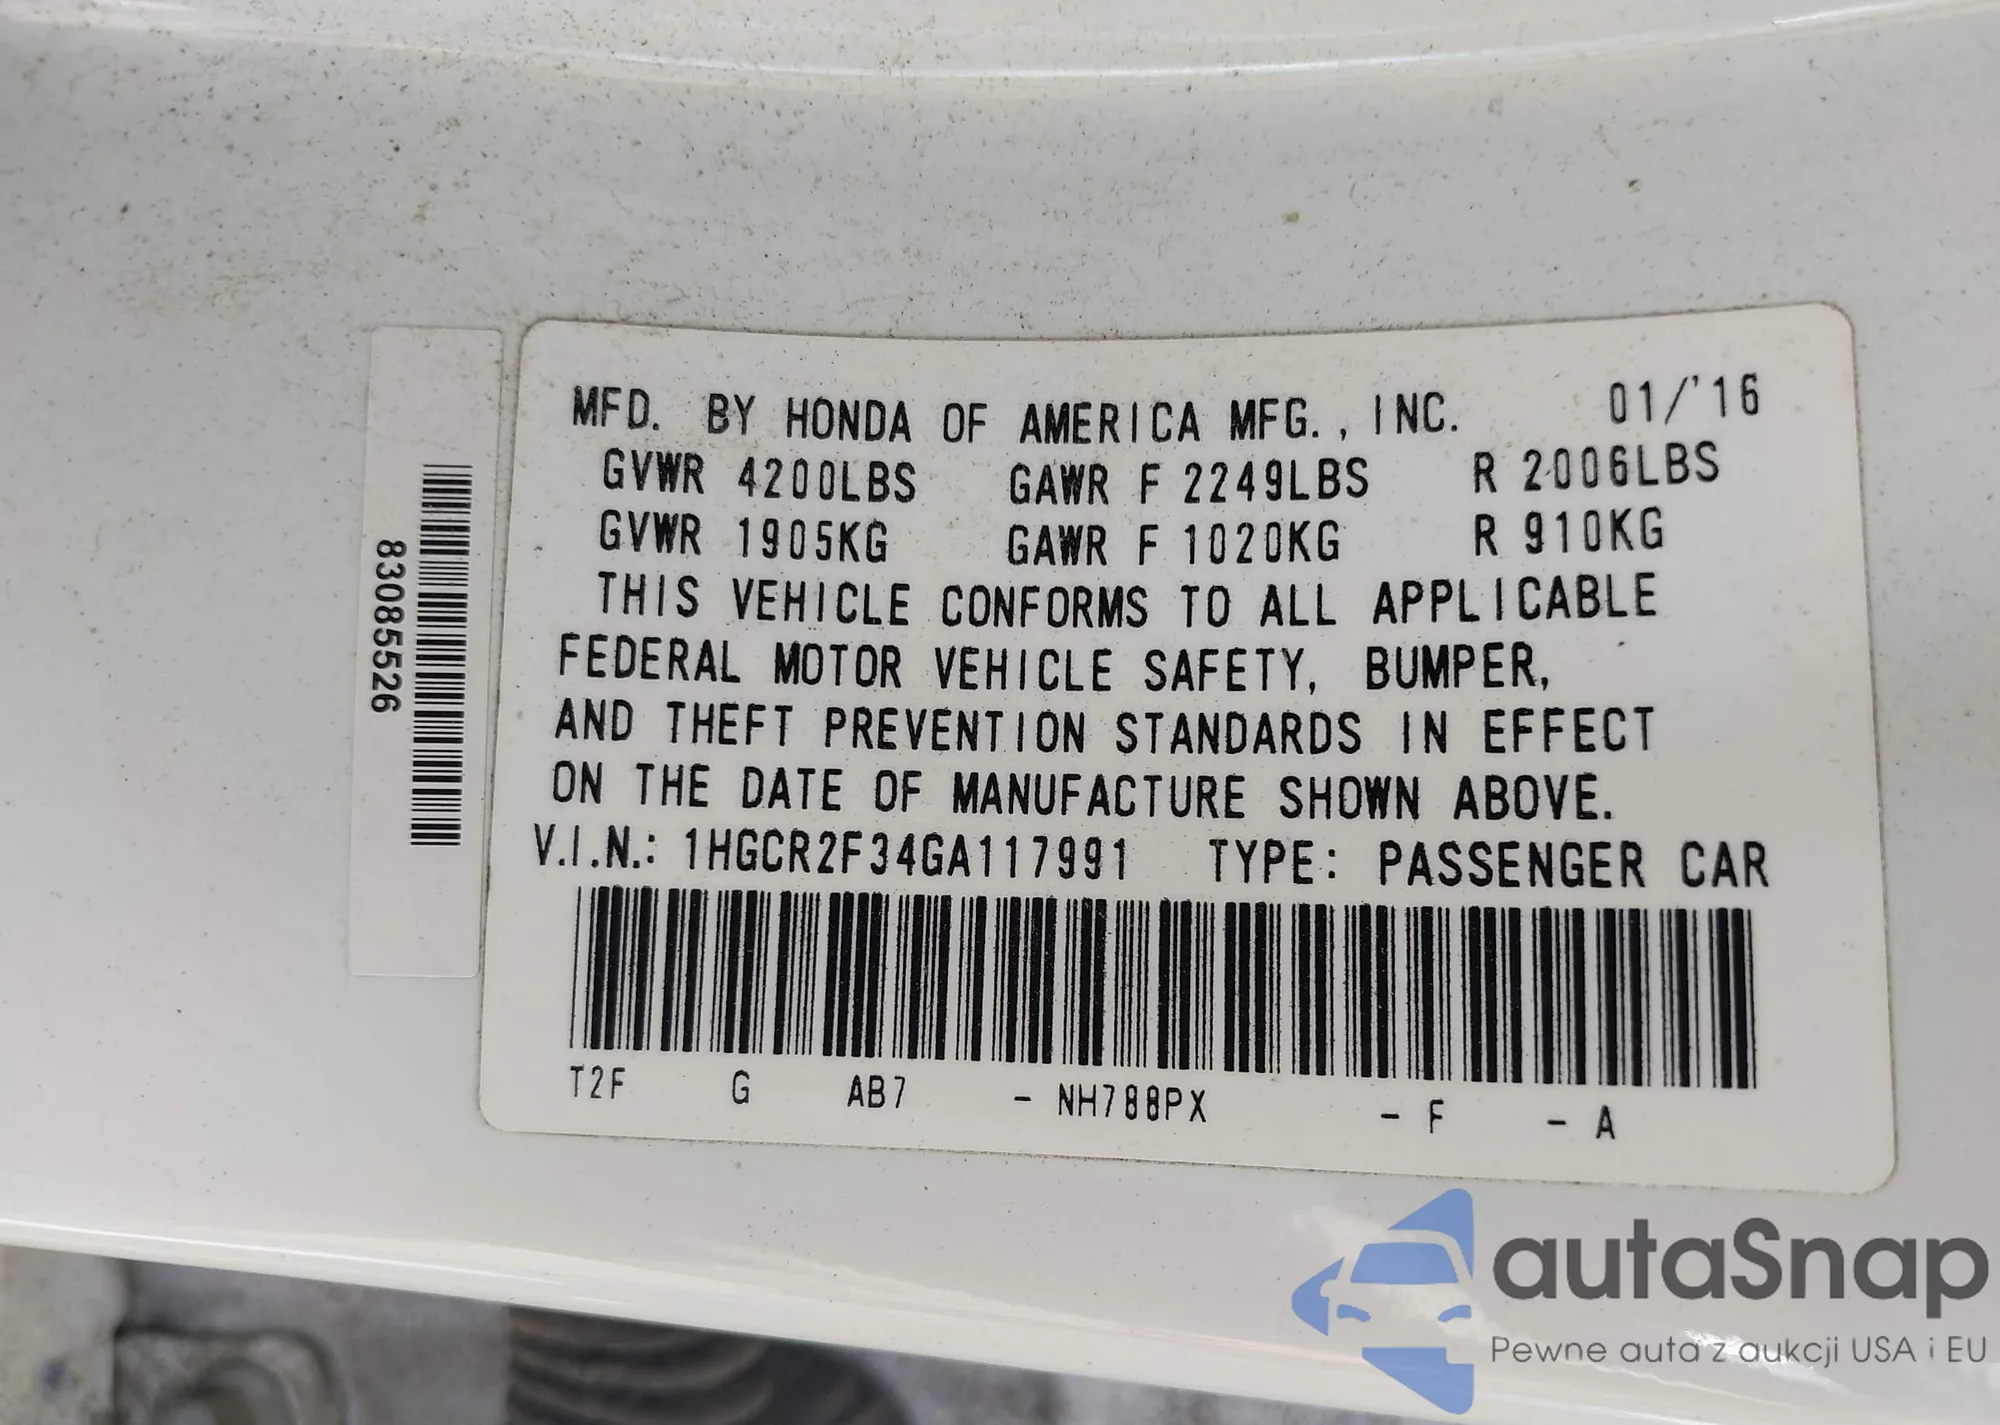 MFD. BY HONDA OF AMERICA MFG., INC. 01/'16
GVWR 4200LBS GAWR F 2249LBS R 2006LBS
GVWR 1905KG GAWR F 1020KG R 910KG
THIS VEHICLE CONFORMS TO ALL APPLICABLE
FEDERAL MOTOR VEHICLE SAFETY, BUMPER,
AND THEFT PREVENTION STANDARDS IN EFFECT
ON THE DATE OF MANUFACTURE SHOWN ABOVE.
V.I.N.: 1HGCR2F34GA117991 TYPE: PASSENGER CAR
T2F G AB7 - NH788PX - F - A
83085526
autaSnap
Pewne auta z aukcji USA i EU